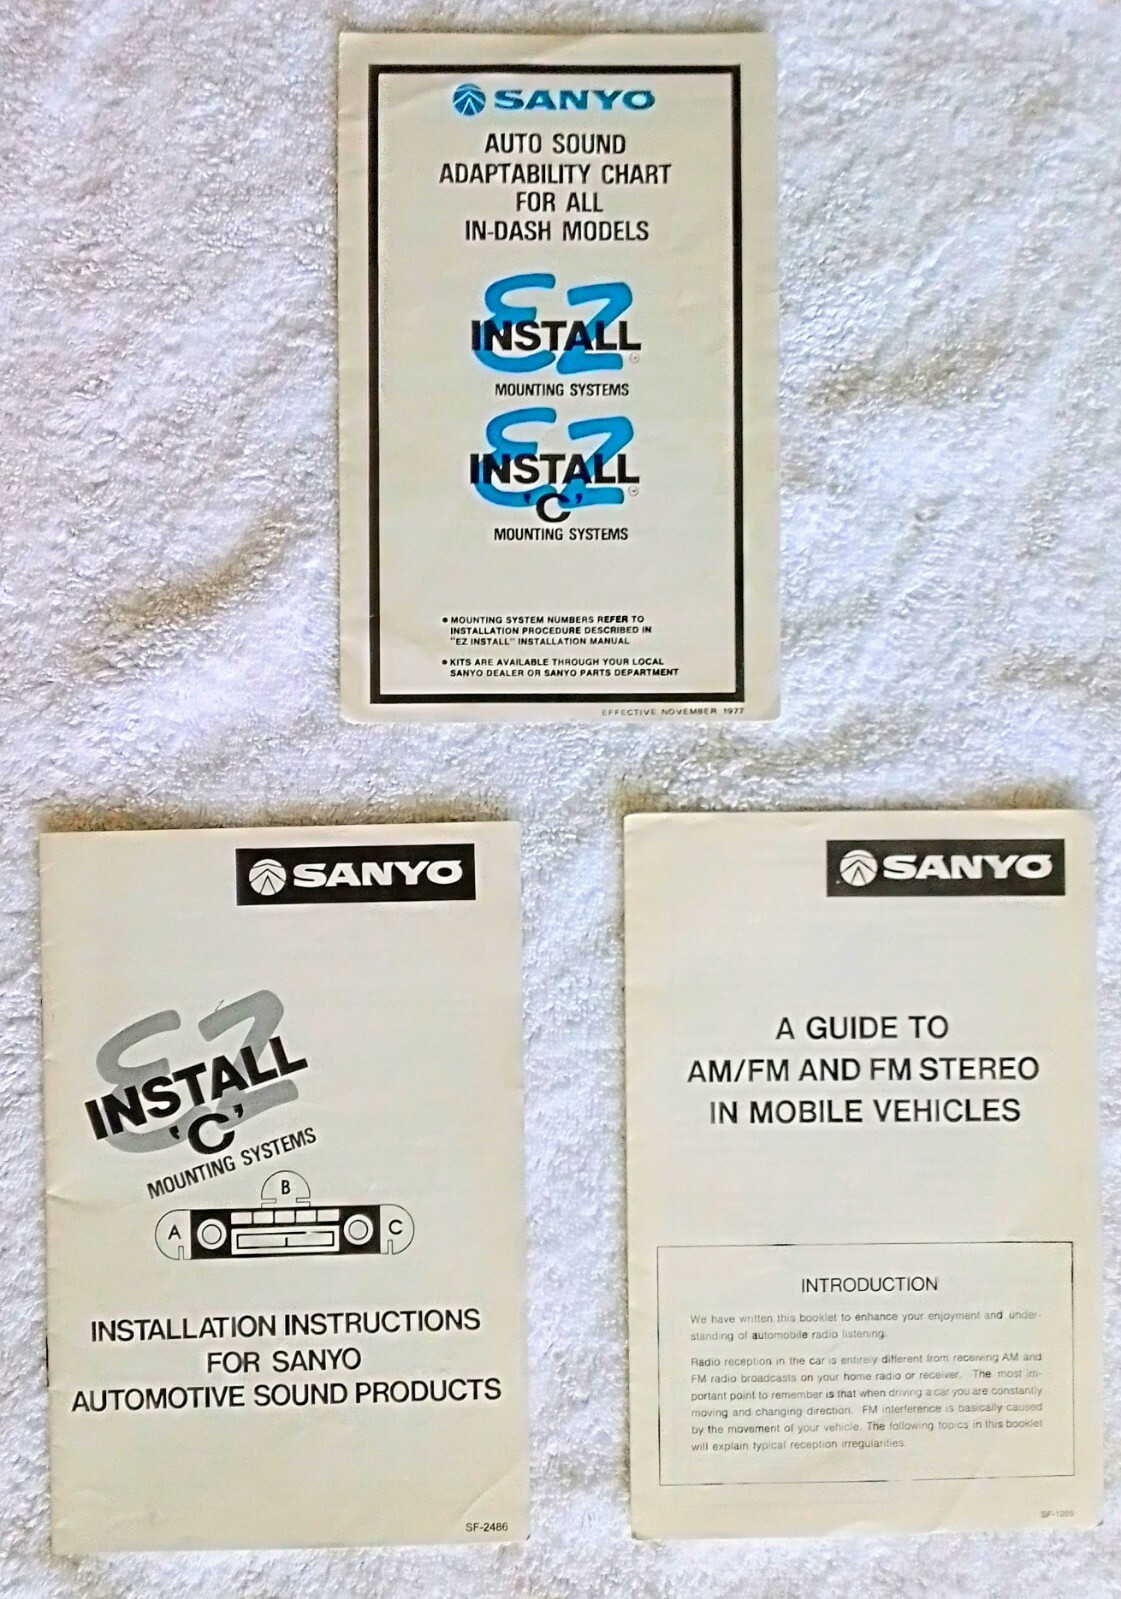 SANYO
AUTO SOUND
ADAPTABILITY CHART
FOR ALL
IN-DASH MODELS
EZ
INSTALL
MOUNTING SYSTEMS
EZ
INSTALL
'C'
MOUNTING SYSTEMS
• MOUNTING SYSTEM NUMBERS REFER TO
INSTALLATION PROCEDURE DESCRIBED IN
"EZ INSTALL" INSTALLATION MANUAL
• KITS ARE AVAILABLE THROUGH YOUR LOCAL
SANYO DEALER OR SANYO PARTS DEPARTMENT
EFFECTIVE NOVEMBER 1977
SANYO
EZ
INSTALL
'C'
MOUNTING SYSTEMS
B
A
C
INSTALLATION INSTRUCTIONS
FOR SANYO
AUTOMOTIVE SOUND PRODUCTS
SF-2486
SANYO
A GUIDE TO
AM/FM AND FM STEREO
IN MOBILE VEHICLES
INTRODUCTION
We have written this booklet to enhance your enjoyment and under-
standing of automobile radio listening.
Radio reception in the car is entirely different from receiving AM and
FM radio broadcasts on your home radio or receiver. The most im-
portant point to remember is that when driving a car you are constantly
moving and changing direction. FM interference is basically caused
by the movement of your vehicle. The following topics in this booklet
will explain typical reception irregularities.